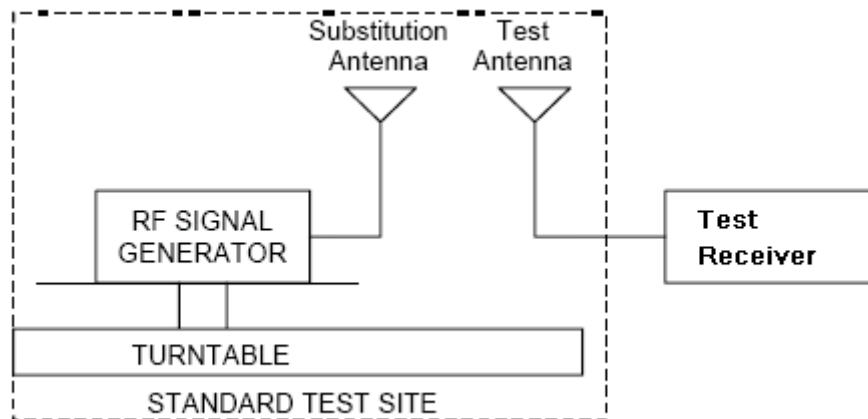 Substitution
Antenna
Test
Antenna
RF SIGNAL
GENERATOR
Test
Receiver
TURNTABLE
STANDARD TEST SITE